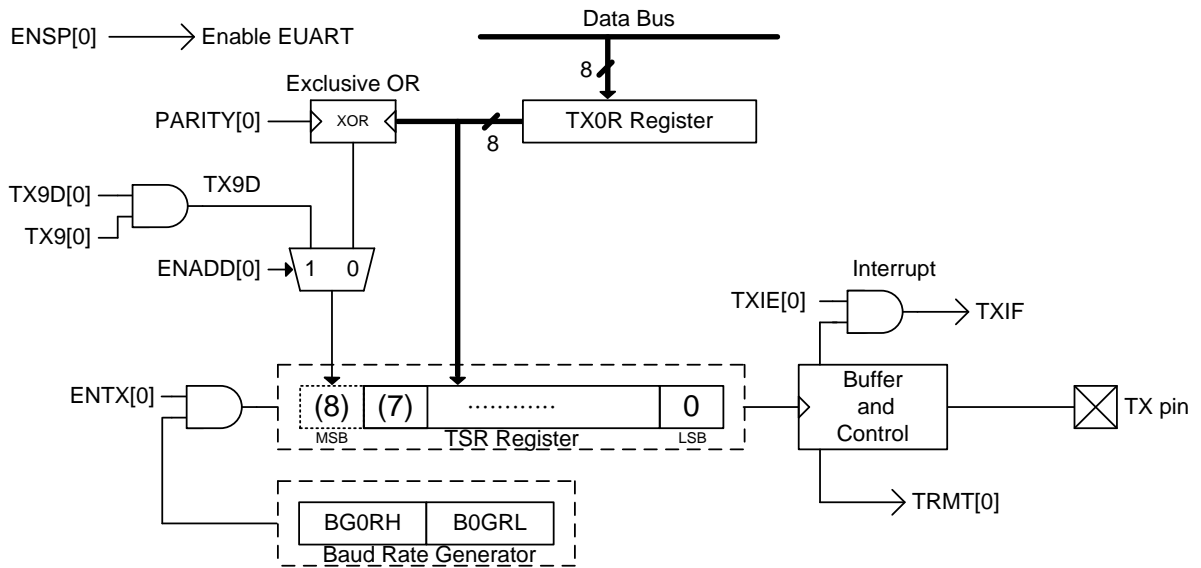 Data Bus
ENSP[0]
Enable EUART
8
Exclusive OR
PARITY[0]
XOR
8
TX0R Register
TX9D[0]
TX9D
TX9[0]
ENADD[0]
1 0
Interrupt
TXIE[0]
TXIF
ENTX[0]
(8) (7) ............ 0
MSB
TSR Register
LSB
Buffer
and
Control
TX pin
TRMT[0]
BG0RH B0GRL
Baud Rate Generator